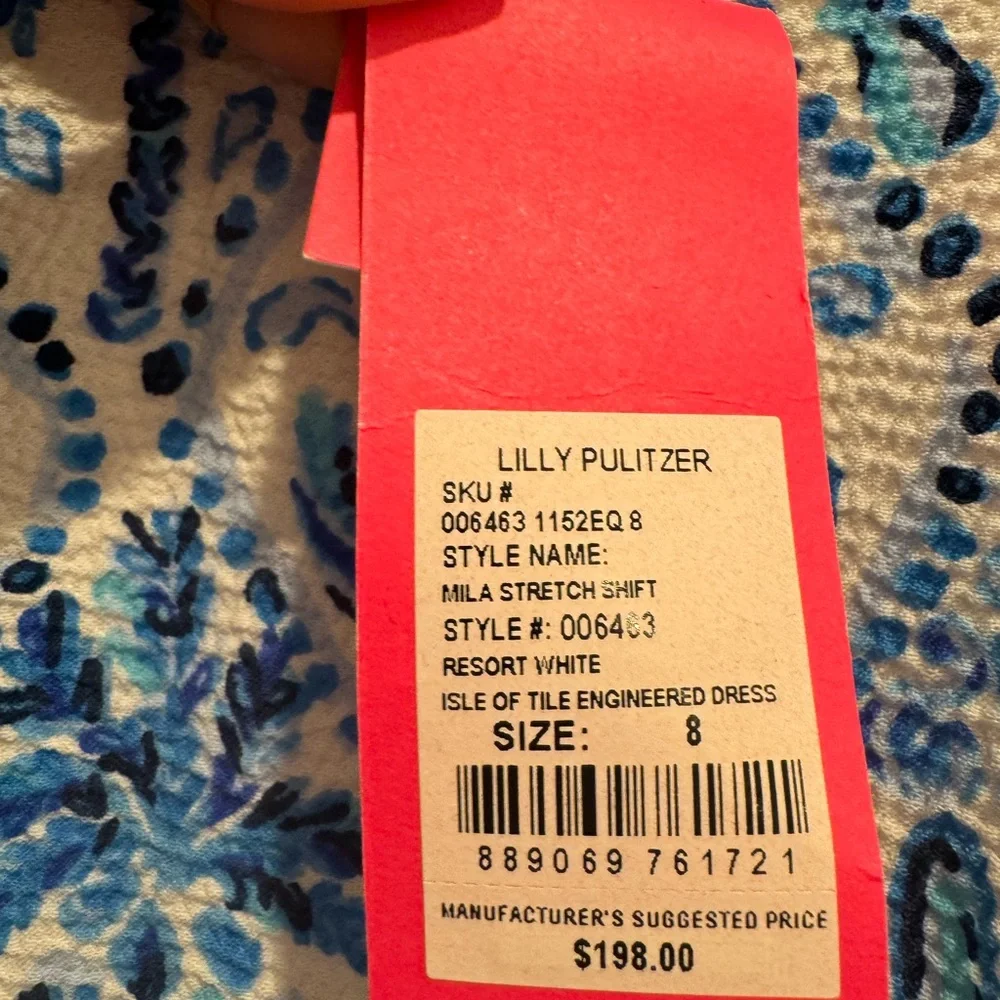 LILLY PULITZER
SKU #
006463 1152EQ 8
STYLE NAME:
MILA STRETCH SHIFT
STYLE #: 006463
RESORT WHITE
ISLE OF TILE ENGINEERED DRESS
SIZE: 8
889069 761721
MANUFACTURER'S SUGGESTED PRICE
$198.00